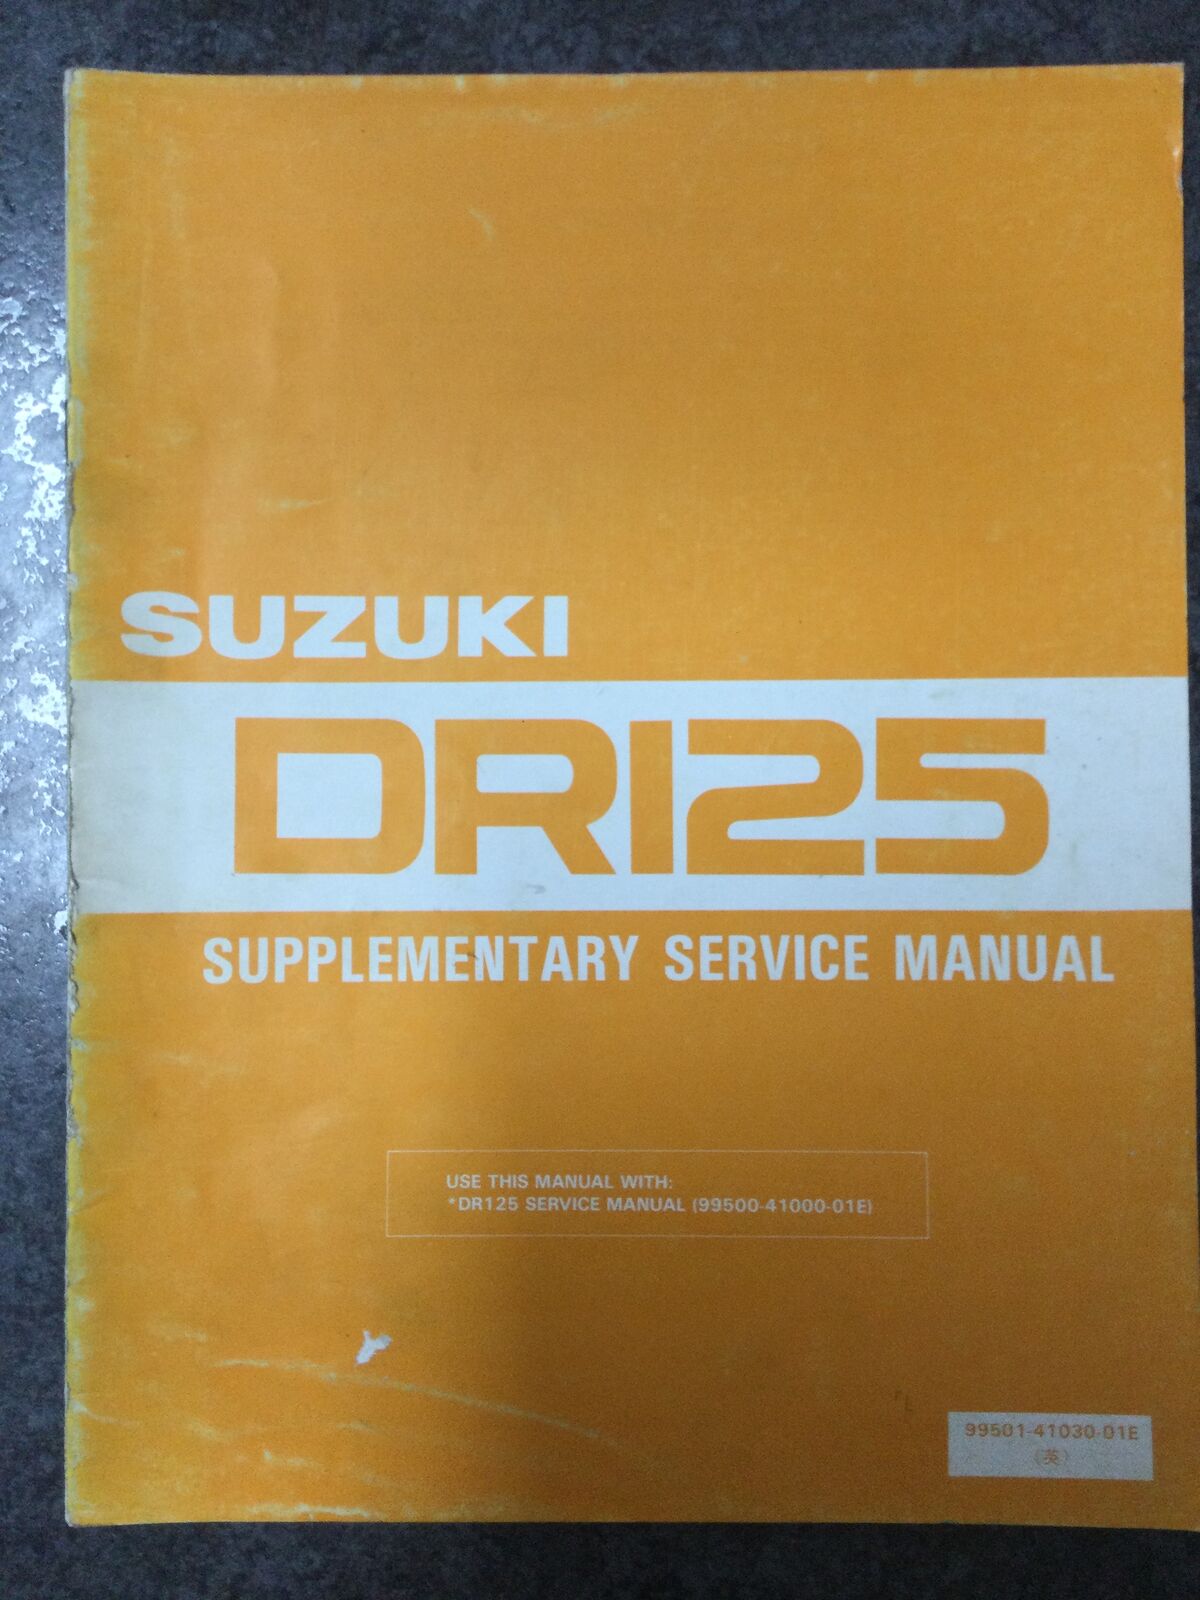 SUZUKI
DR125
SUPPLEMENTARY SERVICE MANUAL
USE THIS MANUAL WITH:
*DR125 SERVICE MANUAL (99500-41000-01E)
99501-41030-01E
(英)